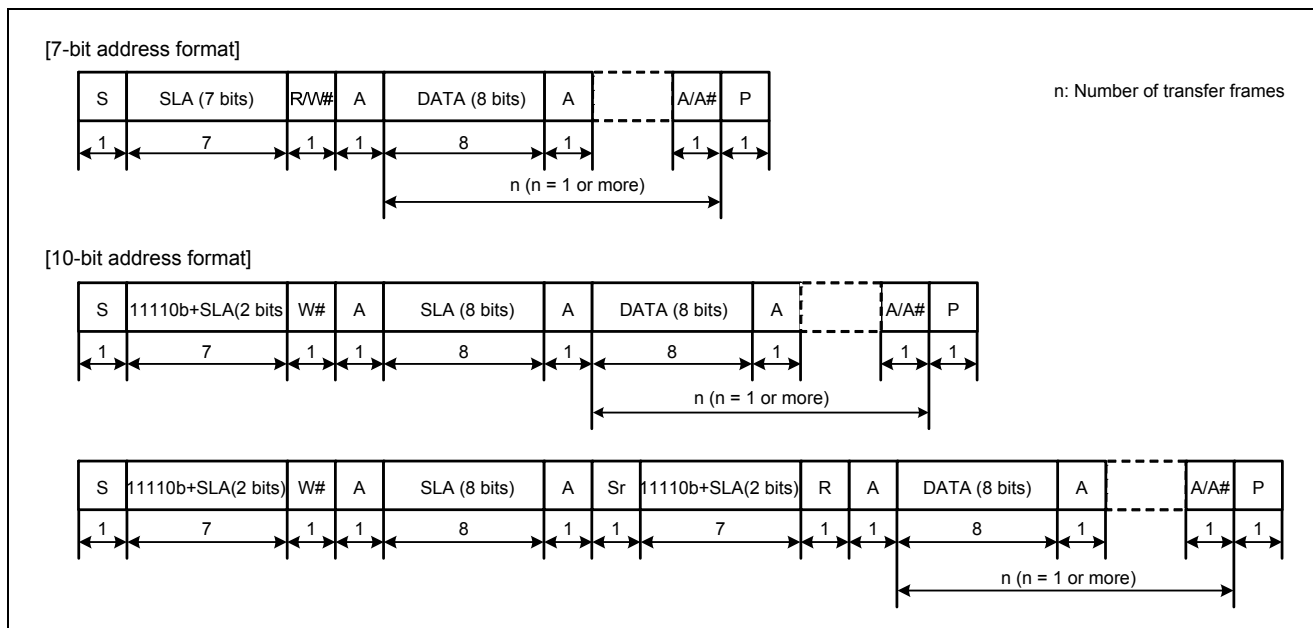 [7-bit address format]
n: Number of transfer frames
S SLA (7 bits) R/W# A DATA (8 bits) A A/A# P
1 7 1 1 8 1 1 1
n (n = 1 or more)
[10-bit address format]
S 11110b+SLA(2 bits W# A SLA (8 bits) A DATA (8 bits) A A/A# P
1 7 1 1 8 1 8 1 1 1
n (n = 1 or more)
S 11110b+SLA(2 bits) W# A SLA (8 bits) A Sr 11110b+SLA(2 bits) R A DATA (8 bits) A A/A# P
1 7 1 1 8 1 1 7 1 1 8 1 1 1
n (n = 1 or more)